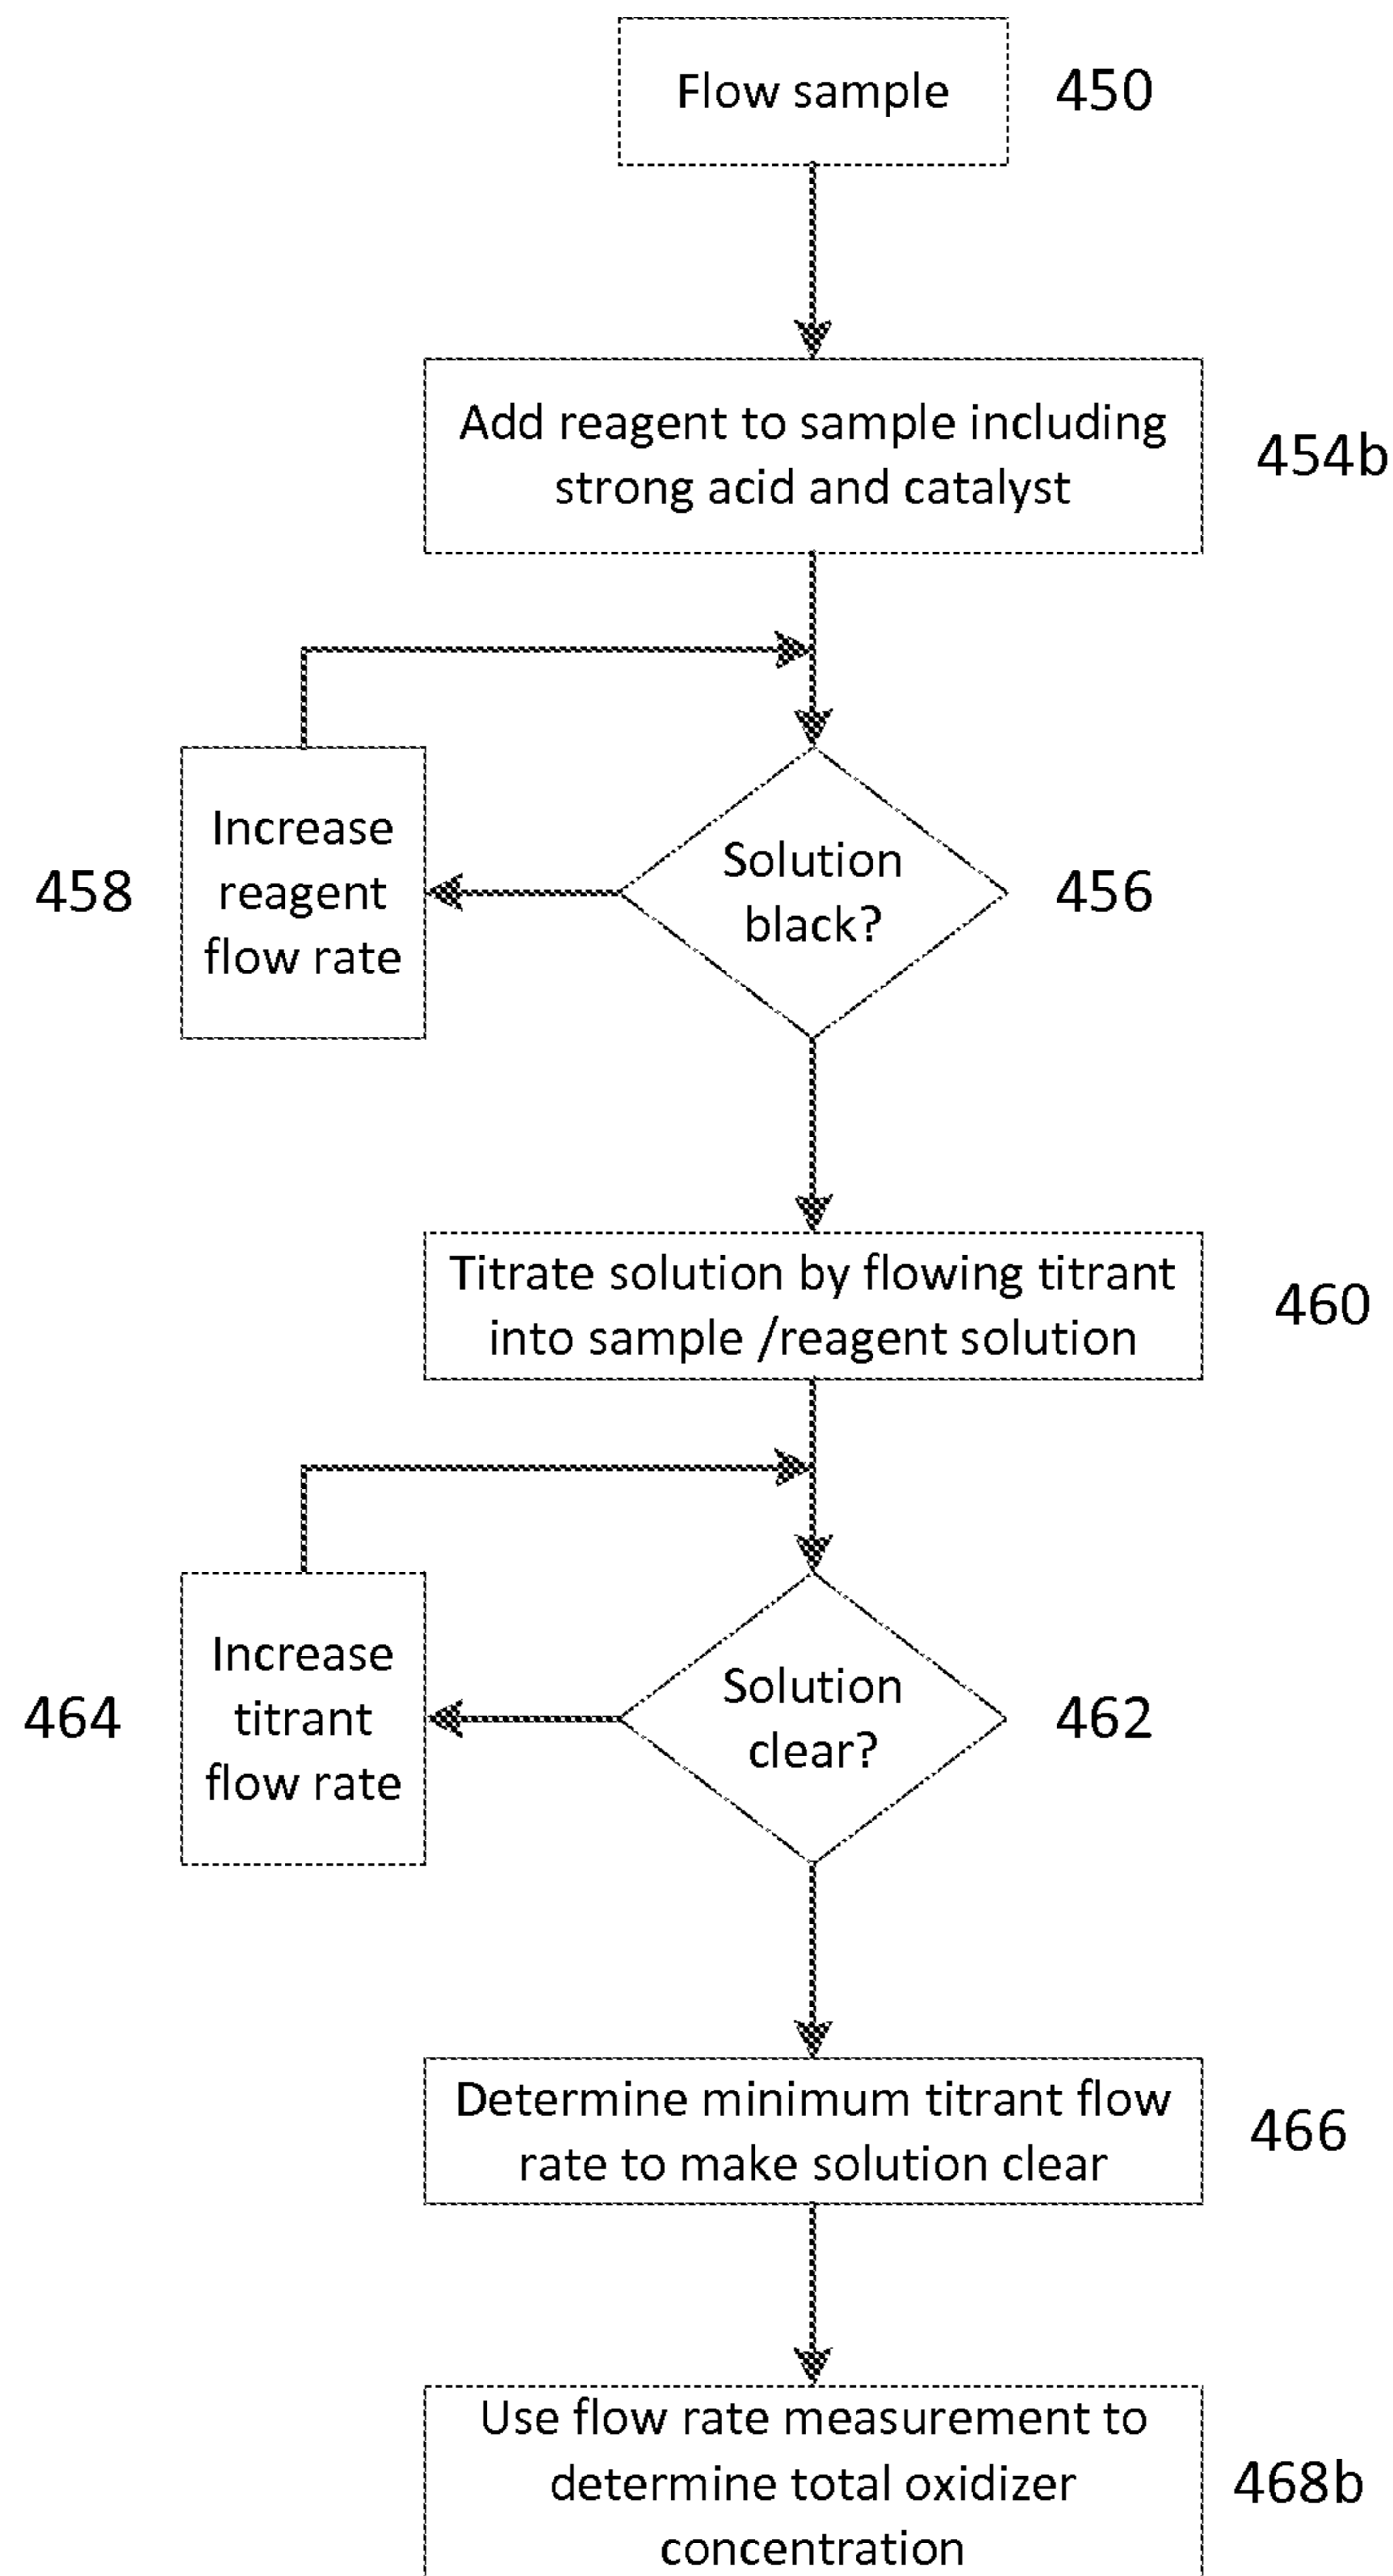 Flow sample
450
Add reagent to sample including
strong acid and catalyst
454b
Increase
reagent
flow rate
458
Solution
black?
456
Titrate solution by flowing titrant
into sample /reagent solution
460
Increase
titrant
flow rate
464
Solution
clear?
462
Determine minimum titrant flow
rate to make solution clear
466
Use flow rate measurement to
determine total oxidizer
concentration
468b